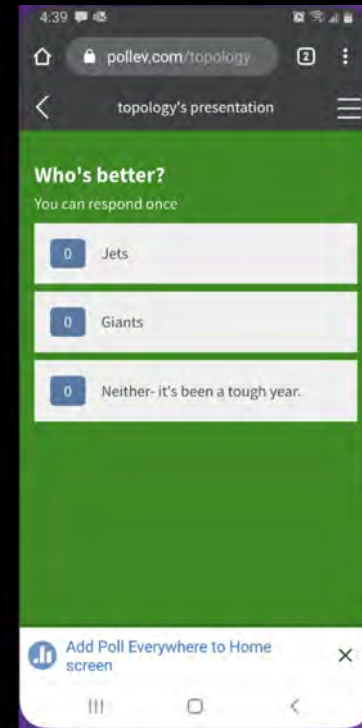 4:39
pollev.com/topology
2
topology's presentation
Who's better?
You can respond once
0 Jets
0 Giants
0 Neither- it's been a tough year.
Add Poll Everywhere to Home
screen